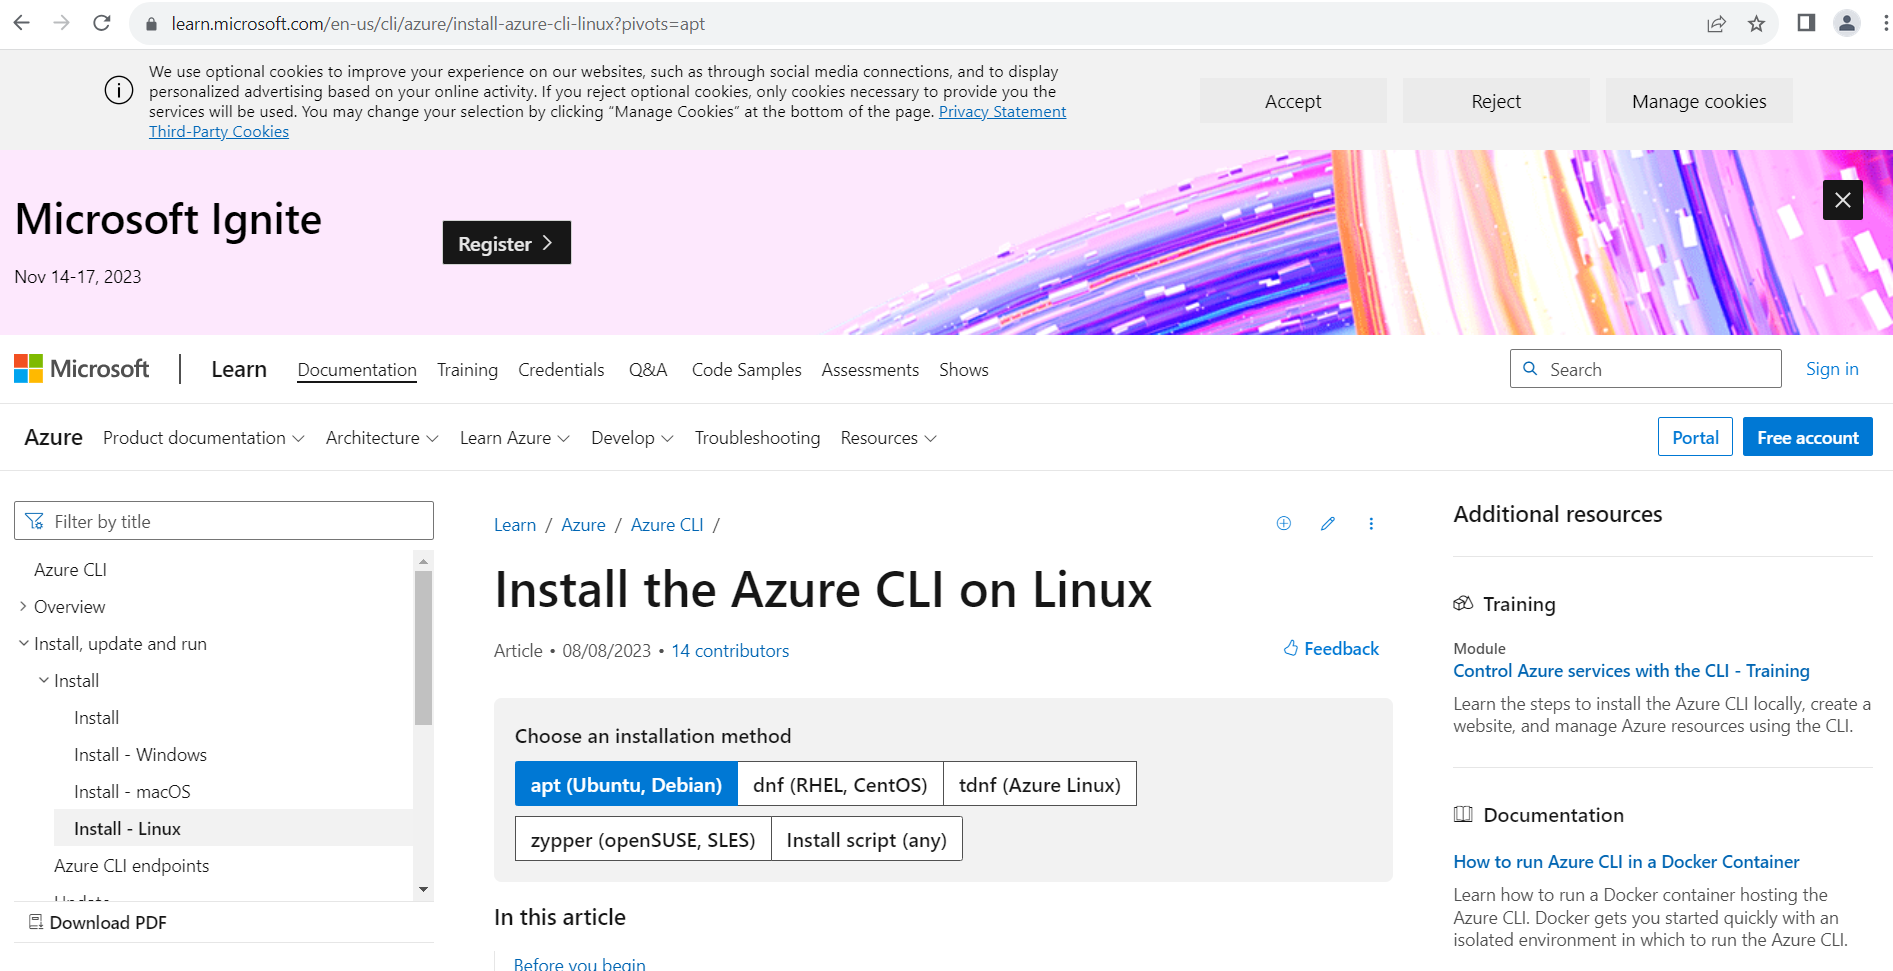 learn.microsoft.com/en-us/cli/azure/install-azure-cli-linux?pivots=apt
We use optional cookies to improve your experience on our websites, such as through social media connections, and to display
personalized advertising based on your online activity. If you reject optional cookies, only cookies necessary to provide you the
services will be used. You may change your selection by clicking “Manage Cookies” at the bottom of the page. Privacy Statement
Third-Party Cookies
Accept
Reject
Manage cookies
Microsoft Ignite
Register
Nov 14-17, 2023
Microsoft
Learn
Documentation
Training
Credentials
Q&A
Code Samples
Assessments
Shows
Search
Sign in
Azure
Product documentation
Architecture
Learn Azure
Develop
Troubleshooting
Resources
Portal
Free account
Filter by title
Azure CLI
Overview
Install, update and run
Install
Install
Install - Windows
Install - macOS
Install - Linux
Azure CLI endpoints
Update
Download PDF
Learn / Azure / Azure CLI /
Install the Azure CLI on Linux
Article • 08/08/2023 • 14 contributors
Feedback
Choose an installation method
apt (Ubuntu, Debian)
dnf (RHEL, CentOS)
tdnf (Azure Linux)
zypper (openSUSE, SLES)
Install script (any)
In this article
Before you begin
Additional resources
Training
Module
Control Azure services with the CLI - Training
Learn the steps to install the Azure CLI locally, create a
website, and manage Azure resources using the CLI.
Documentation
How to run Azure CLI in a Docker Container
Learn how to run a Docker container hosting the
Azure CLI. Docker gets you started quickly with an
isolated environment in which to run the Azure CLI.